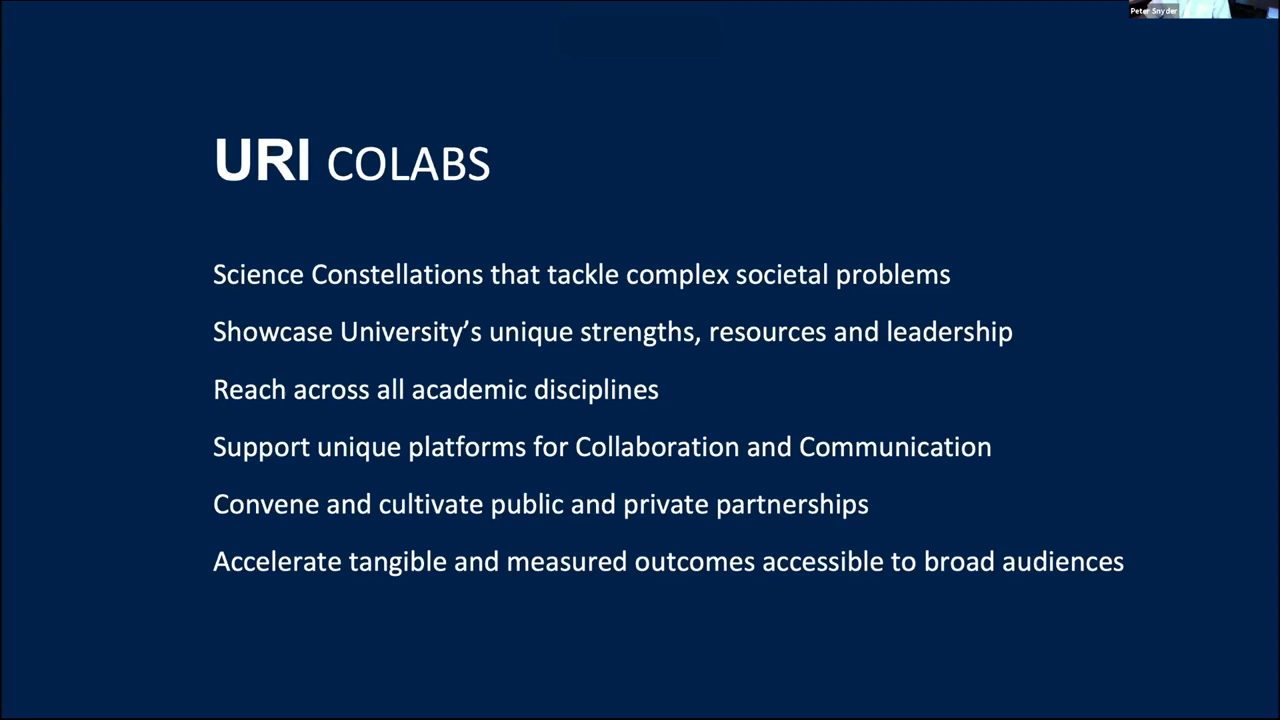 Peter Snyder
URI COLABS
Science Constellations that tackle complex societal problems
Showcase University’s unique strengths, resources and leadership
Reach across all academic disciplines
Support unique platforms for Collaboration and Communication
Convene and cultivate public and private partnerships
Accelerate tangible and measured outcomes accessible to broad audiences